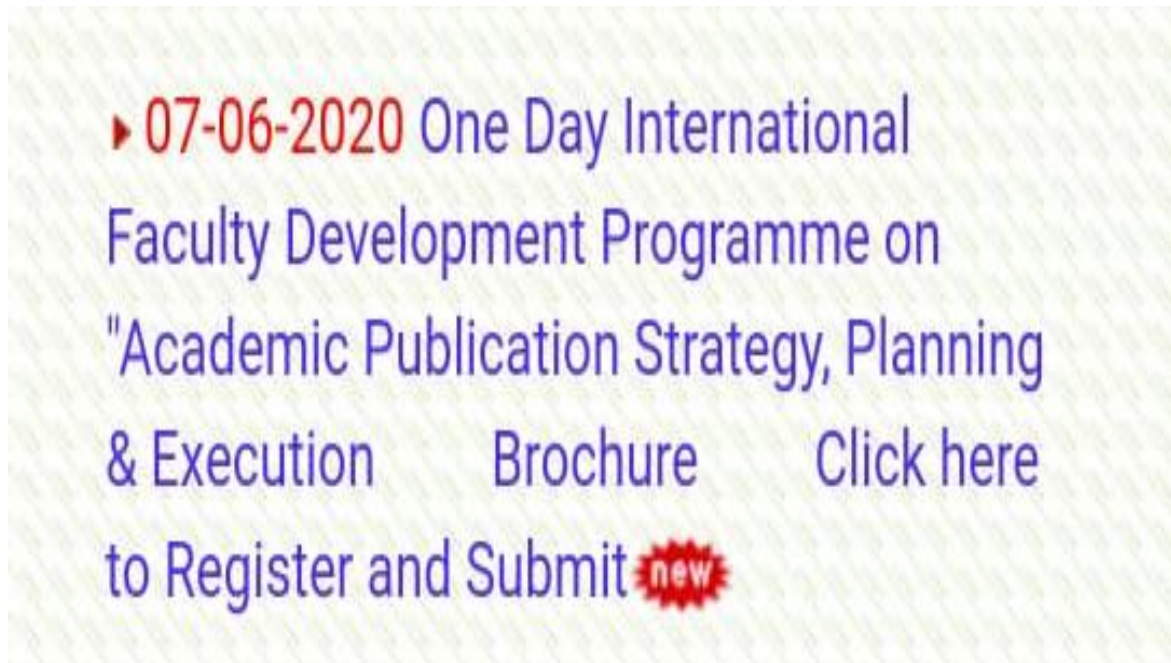 07-06-2020 One Day International
Faculty Development Programme on
"Academic Publication Strategy, Planning
& Execution Brochure Click here
to Register and Submit new